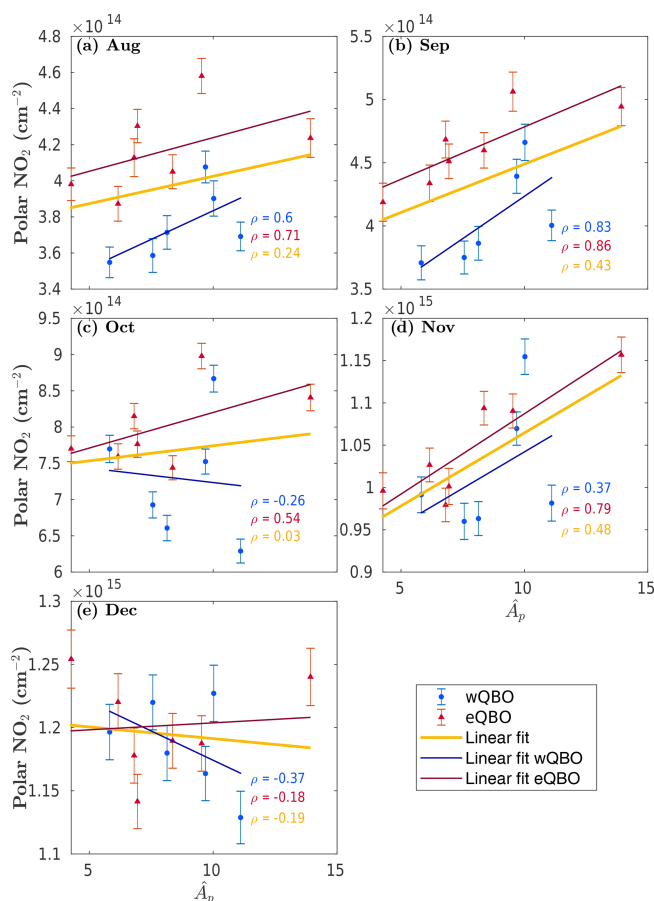 × 10^14
(a) Aug
4.8
4.6
4.4
4.2
4
3.8
3.6
3.4
Polar NO₂ (cm⁻²)
ρ = 0.6
ρ = 0.71
ρ = 0.24
× 10^14
(b) Sep
5.5
5
4.5
4
3.5
ρ = 0.83
ρ = 0.86
ρ = 0.43
× 10^14
(c) Oct
9.5
9
8.5
8
7.5
7
6.5
6
Polar NO₂ (cm⁻²)
ρ = -0.26
ρ = 0.54
ρ = 0.03
× 10^15
(d) Nov
1.2
1.15
1.1
1.05
1
0.95
0.9
ρ = 0.37
ρ = 0.79
ρ = 0.48
5 10 15
Âₚ
× 10^15
(e) Dec
1.3
1.25
1.2
1.15
1.1
Polar NO₂ (cm⁻²)
ρ = -0.37
ρ = -0.18
ρ = -0.19
5 10 15
Âₚ
wQBO
eQBO
Linear fit
Linear fit wQBO
Linear fit eQBO